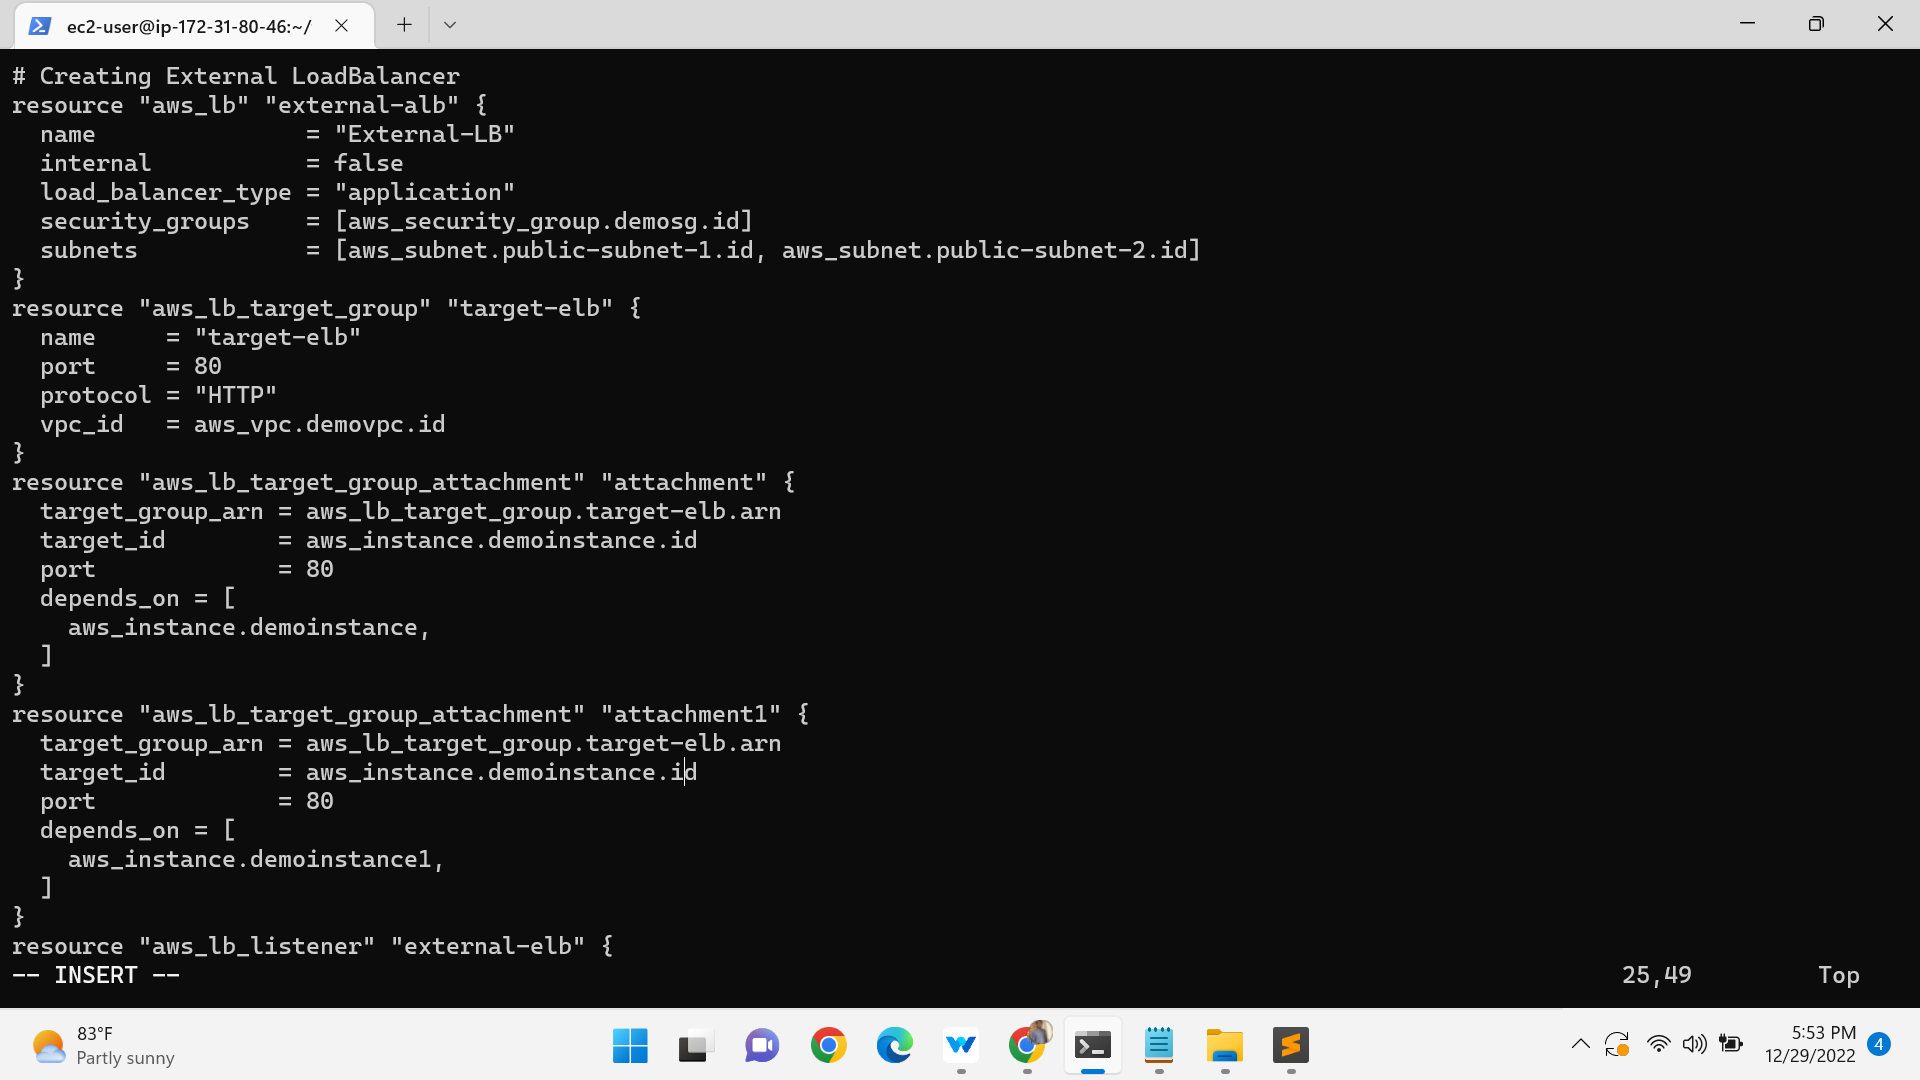 ec2-user@ip-172-31-80-46:~/
# Creating External LoadBalancer
resource "aws_lb" "external-alb" {
  name               = "External-LB"
  internal           = false
  load_balancer_type = "application"
  security_groups    = [aws_security_group.demosg.id]
  subnets            = [aws_subnet.public-subnet-1.id, aws_subnet.public-subnet-2.id]
}
resource "aws_lb_target_group" "target-elb" {
  name     = "target-elb"
  port     = 80
  protocol = "HTTP"
  vpc_id   = aws_vpc.demovpc.id
}
resource "aws_lb_target_group_attachment" "attachment" {
  target_group_arn = aws_lb_target_group.target-elb.arn
  target_id        = aws_instance.demoinstance.id
  port             = 80
  depends_on = [
    aws_instance.demoinstance,
  ]
}
resource "aws_lb_target_group_attachment" "attachment1" {
  target_group_arn = aws_lb_target_group.target-elb.arn
  target_id        = aws_instance.demoinstance.id
  port             = 80
  depends_on = [
    aws_instance.demoinstance1,
  ]
}
resource "aws_lb_listener" "external-elb" {
-- INSERT -- 25,49 Top
83°F
Partly sunny
5:53 PM
12/29/2022
4